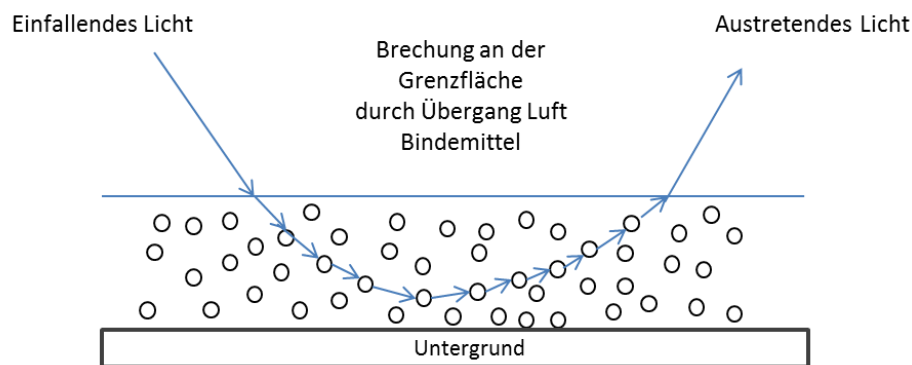 Einfallendes Licht
Austretendes Licht
Brechung an der
Grenzfläche
durch Übergang Luft
Bindemittel
Untergrund